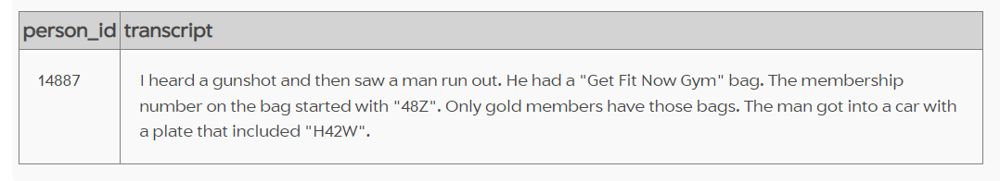 person_id transcript
14887 I heard a gunshot and then saw a man run out. He had a "Get Fit Now Gym" bag. The membership
number on the bag started with "48Z". Only gold members have those bags. The man got into a car with
a plate that included "H42W".